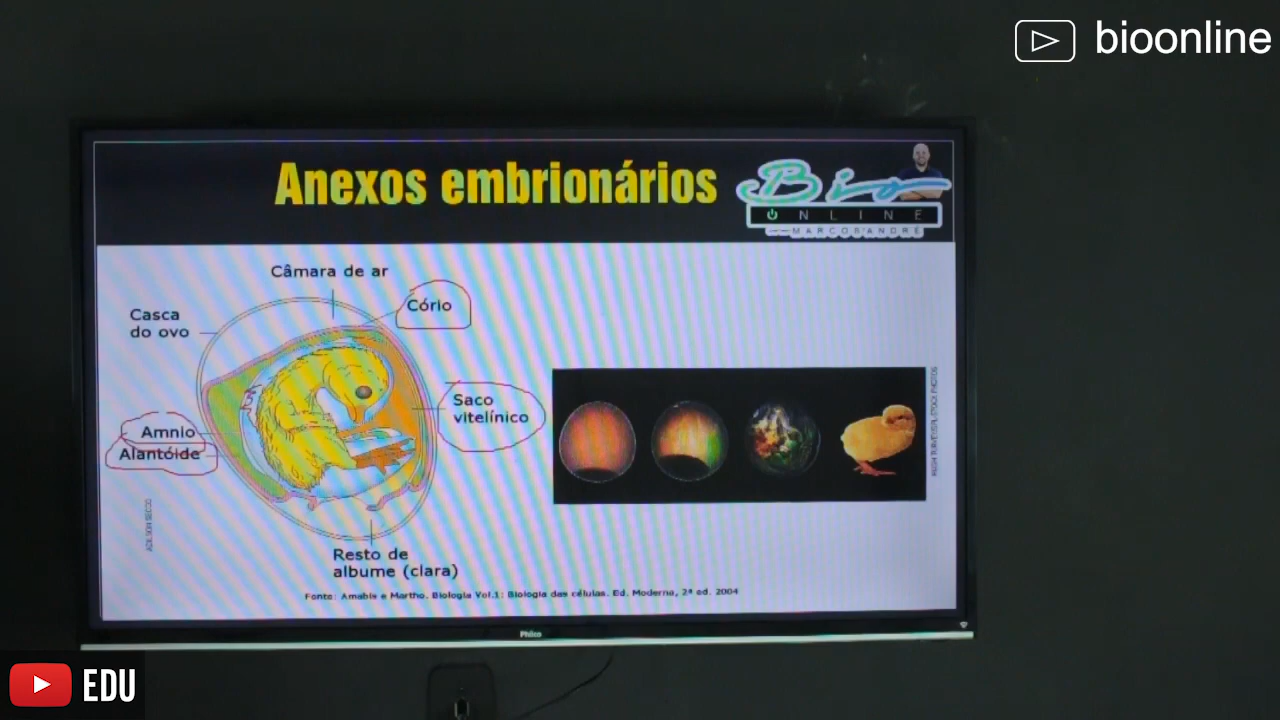 bioonline
Anexos embrionários
Bio
ONLINE
MARCOS ANDRÉ
Câmara de ar
Cório
Casca
do ovo
Saco
vitelínico
Amnio
Alantóide
ADILSON SECCO
Resto de
albume (clara)
Fonte: Amabis e Martho. Biologia Vol.1: Biologia das células. Ed. Moderna, 2ª ed. 2004
Philco
EDU